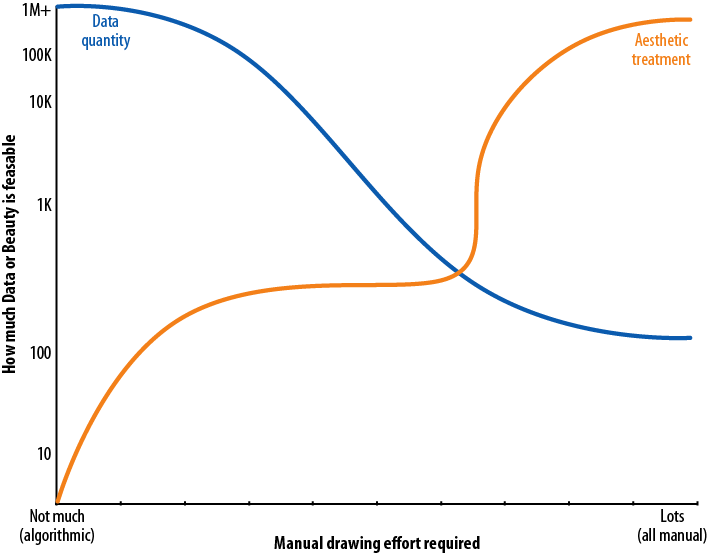 1M+
Data
quantity
Aesthetic
treatment
100K
10K
1K
100
10
How much Data or Beauty is feasable
Not much
(algorithmic)
Lots
(all manual)
Manual drawing effort required